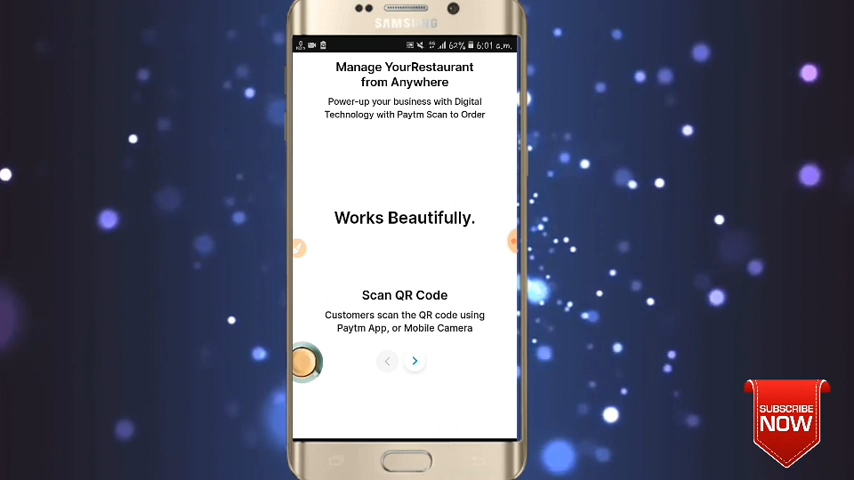 SAMSUNG
62% 6:01 a.m.
Manage YourRestaurant
from Anywhere
Power-up your business with Digital
Technology with Paytm Scan to Order
Works Beautifully.
Scan QR Code
Customers scan the QR code using
Paytm App, or Mobile Camera
SUBSCRIBE
NOW